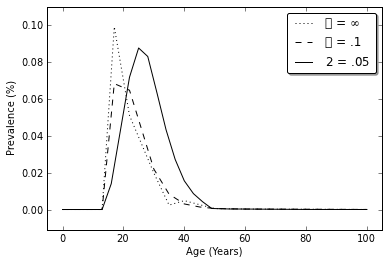 0.10
0.08
0.06
0.04
0.02
0.00
Prevalence (%)
= ∞
= .1
2 = .05
0 20 40 60 80 100
Age (Years)